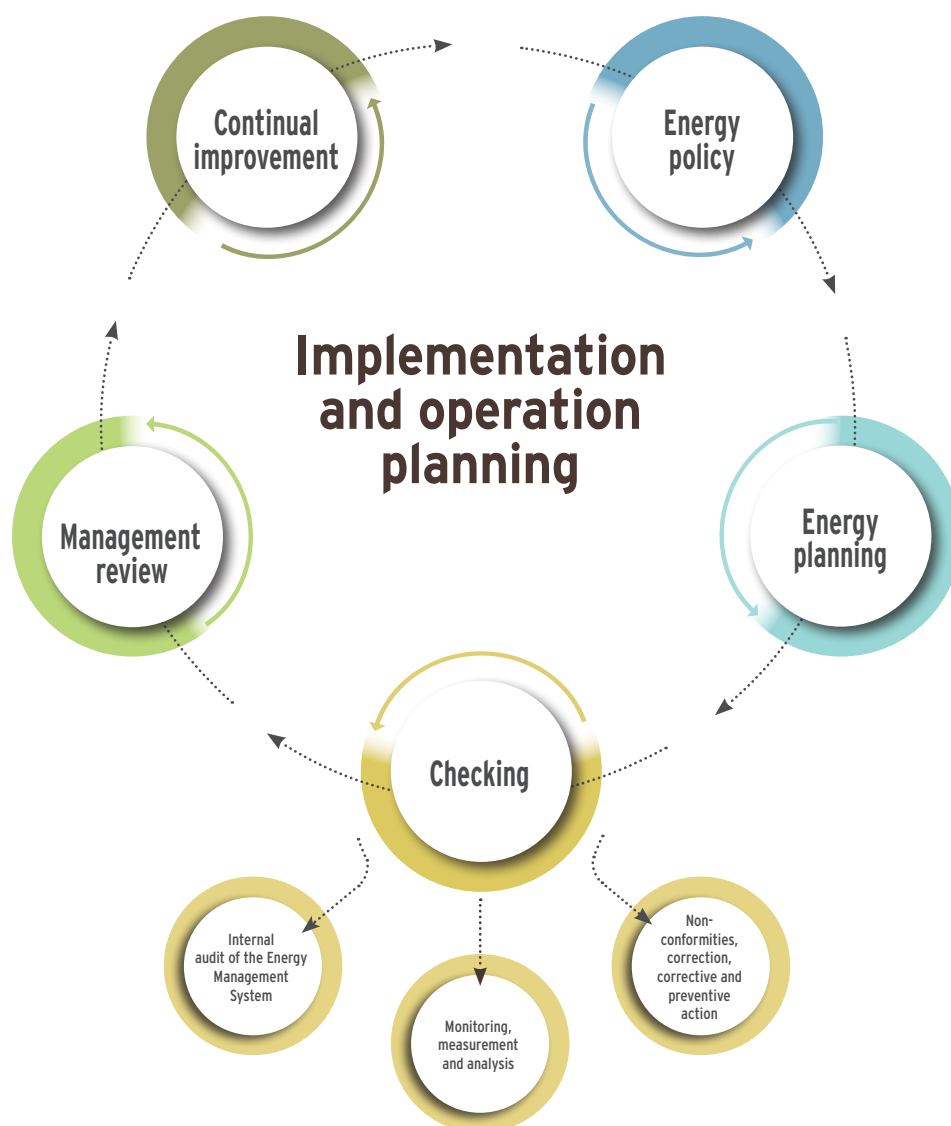 Continual
improvement
Energy
policy
Implementation
and operation
planning
Management
review
Energy
planning
Checking
Internal
audit of the Energy
Management
System
Monitoring,
measurement
and analysis
Non-
conformities,
correction,
corrective and
preventive
action